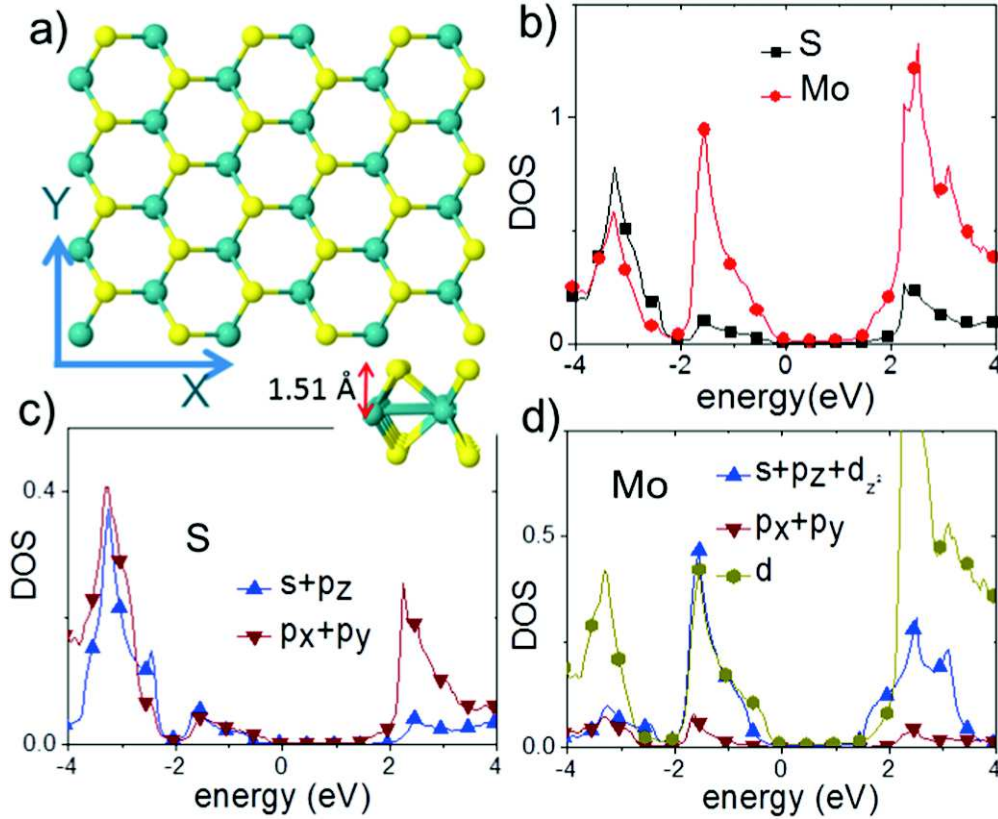 a)
Y
X
1.51 Å
b)
S
Mo
DOS
1
0
-4 -2 0 2 4
energy(eV)
c)
S
s+pz
px+py
DOS
0.4
0.0
-4 -2 0 2 4
energy (eV)
d)
Mo
s+pz+dz²
px+py
d
DOS
0.5
0.0
-4 -2 0 2 4
energy (eV)